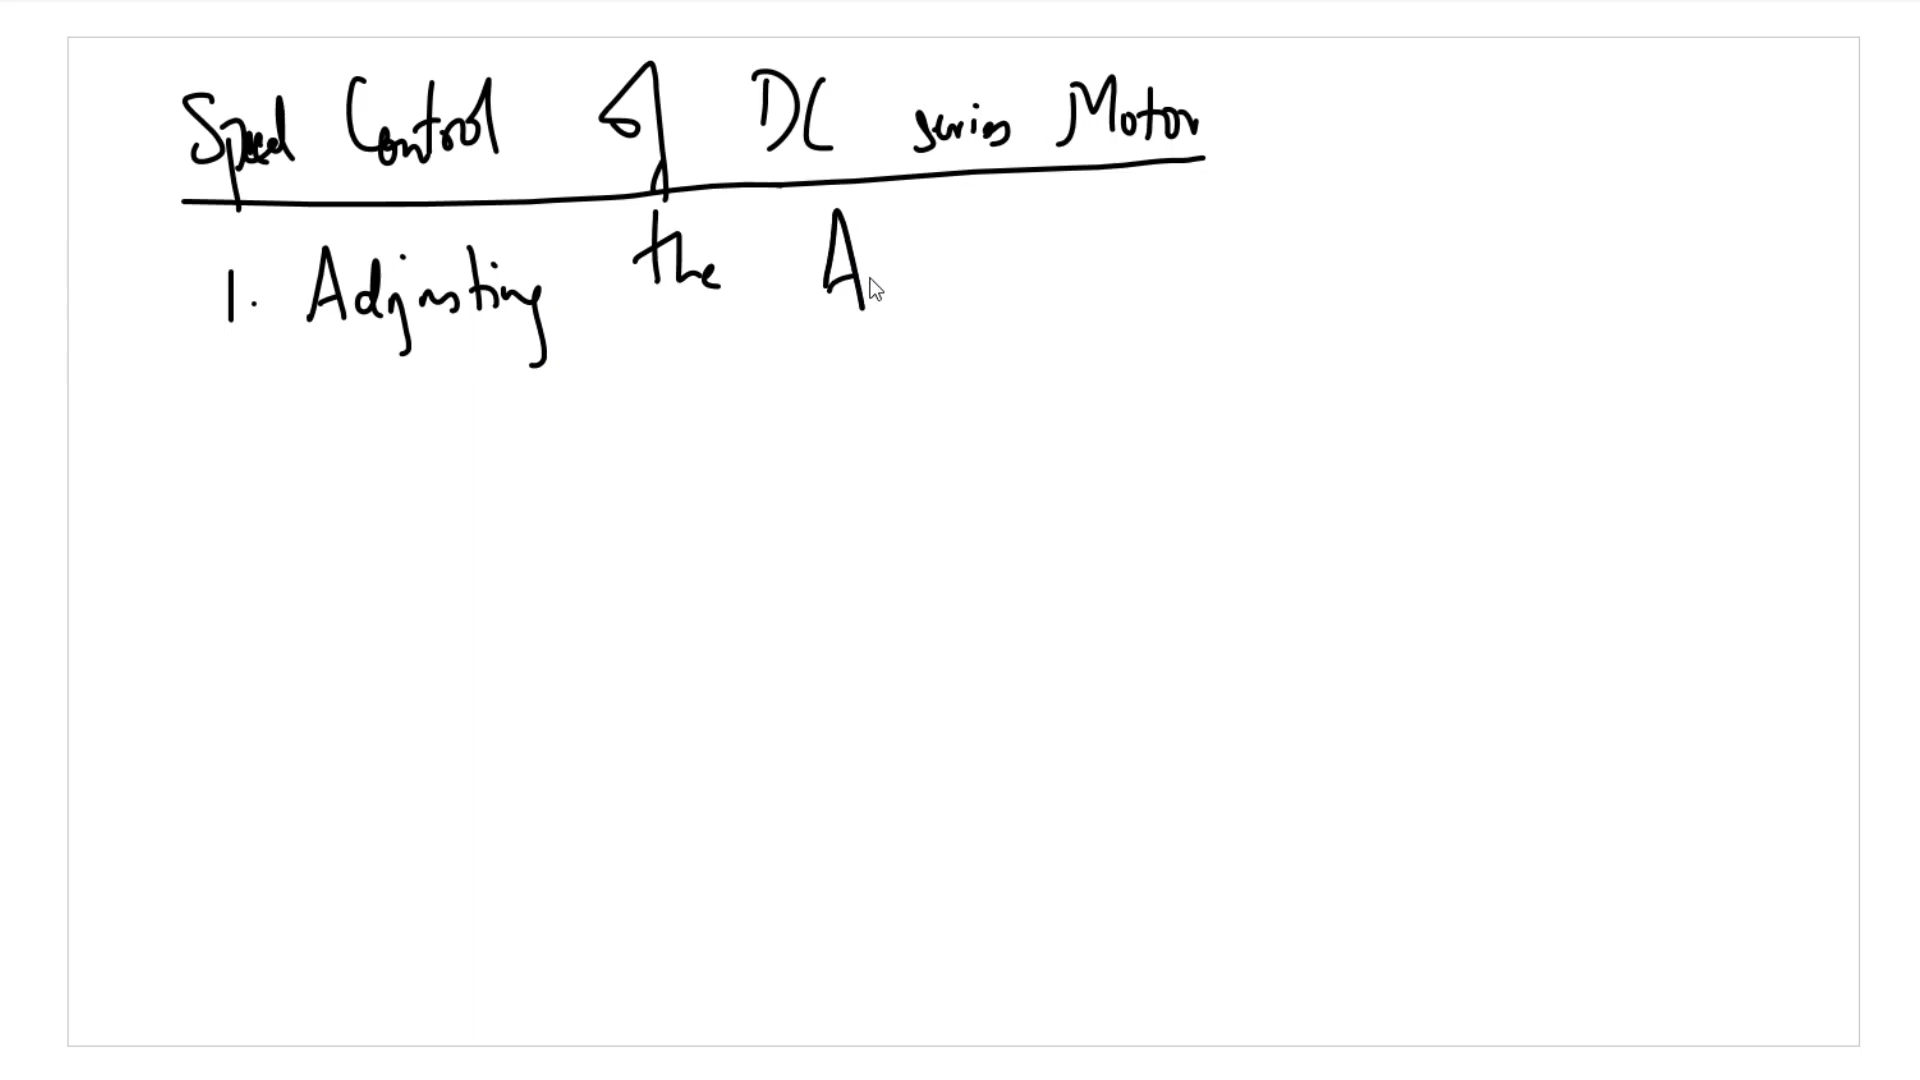 Speed Control of DC series Motor
1. Adjusting the A